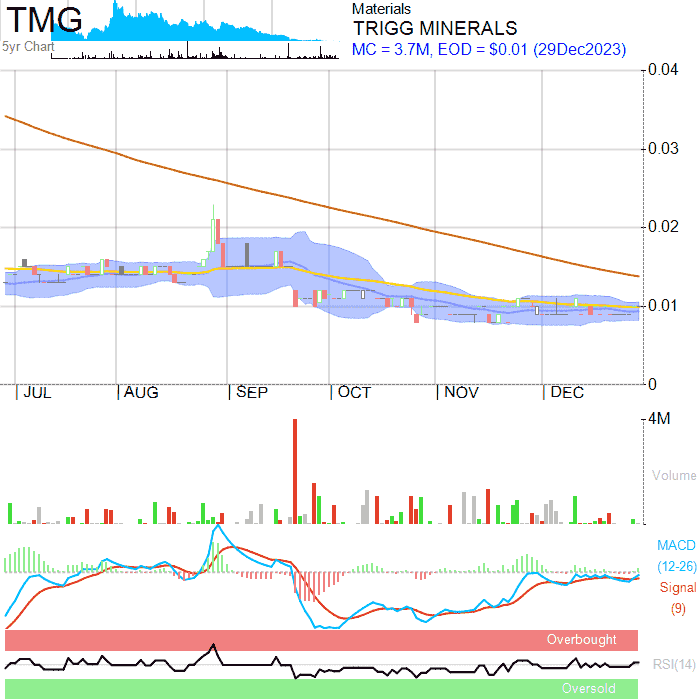 TMG
5yr Chart
Materials
TRIGG MINERALS
MC = 3.7M, EOD = $0.01 (29Dec2023)
0.04
0.03
0.02
0.01
0
JUL AUG SEP OCT NOV DEC
4M
Volume
MACD
(12-26)
Signal
(9)
Overbought
RSI(14)
Oversold